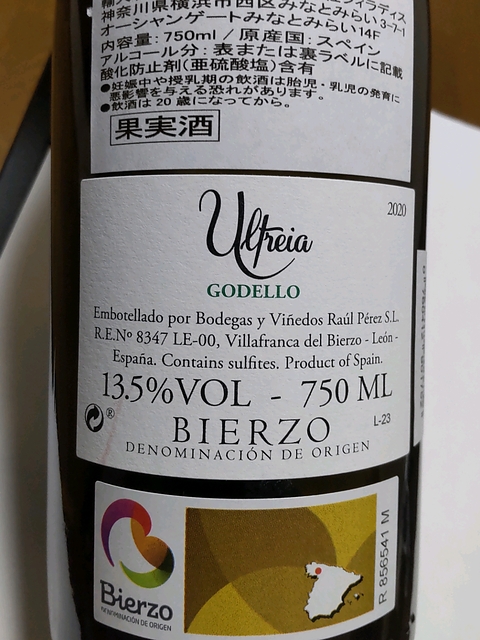 神奈川県横浜市西区みなとみらい 3-7-1
オーシャンゲートみなとみらい14F
内容量:750ml / 原産国:スペイン
アルコール分:表または裏ラベルに記載
酸化防止剤(亜硫酸塩)含有
●妊娠中や授乳期の飲酒は胎児・乳児の発育に
悪影響を与える恐れがあります。
●飲酒は20歳になってから。
果実酒
2020
Ultreia
GODELLO
Embotellado por Bodegas y Viñedos Raúl Pérez S.L.
R.E.Nº 8347 LE-00, Villafranca del Bierzo - León -
España. Contains sulfites. Product of Spain.
13.5%VOL - 750 ML
®
BIERZO
L-23
DENOMINACIÓN DE ORIGEN
Bierzo
DENOMINACIÓN DE ORIGEN
R 856541 M